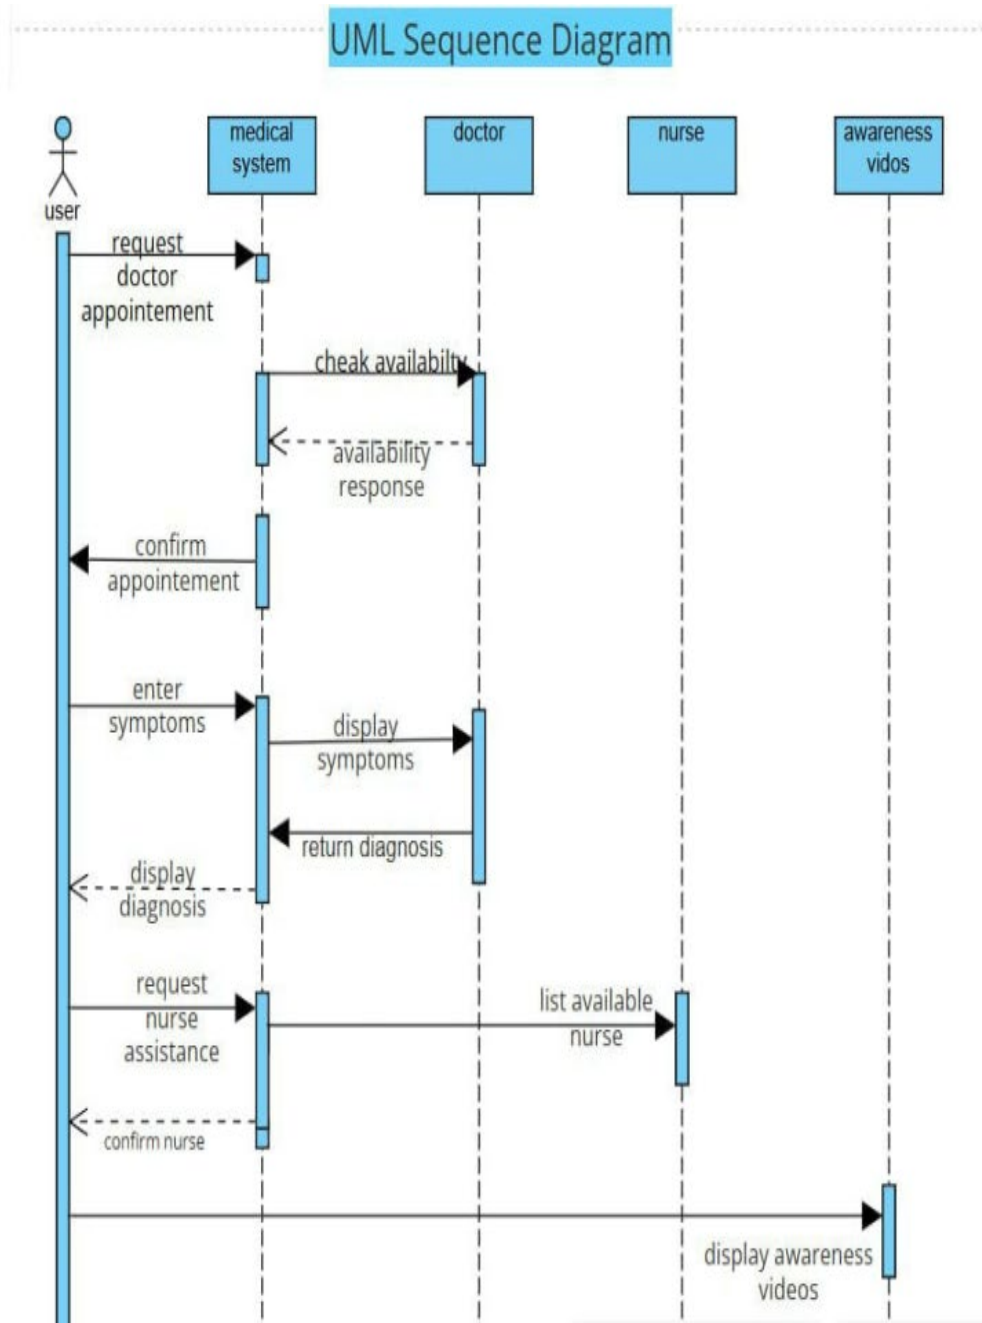 UML Sequence Diagram
medical
system
doctor
nurse
awareness
vidos
user
request
doctor
appointement
cheak availabilty
availability
response
confirm
appointement
enter
symptoms
display
symptoms
return diagnosis
display
diagnosis
request
nurse
assistance
list available
nurse
confirm nurse
display awareness
videos